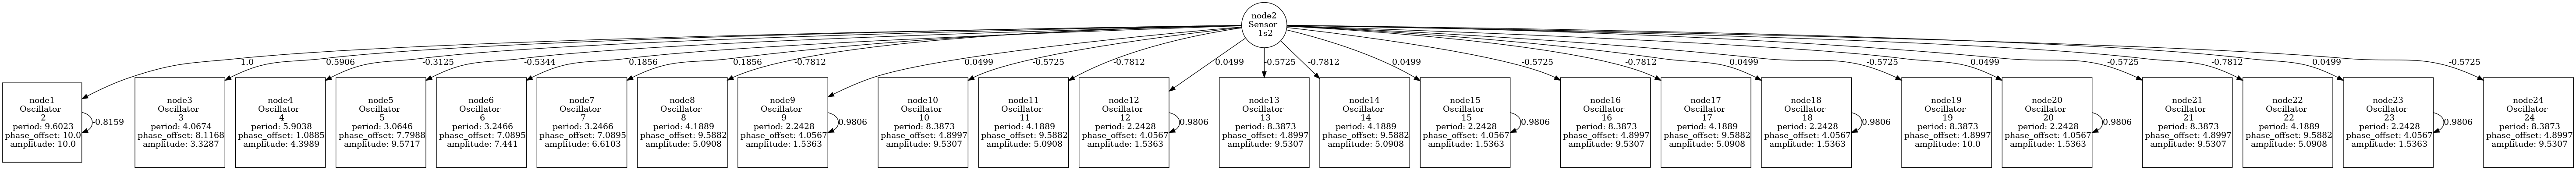 node2
Sensor
1s2
1.0
0.5906
-0.3125
-0.5344
0.1856
0.1856
-0.7812
0.0499
-0.5725
-0.7812
0.0499
-0.5725
-0.7812
0.0499
-0.5725
-0.7812
0.0499
-0.5725
0.0499
-0.5725
-0.7812
0.0499
-0.5725
node1
Oscillator
2
period: 9.6023
phase_offset: 10.0
amplitude: 10.0
-0.8159
node3
Oscillator
3
period: 4.0674
phase_offset: 8.1168
amplitude: 3.3287
node4
Oscillator
4
period: 5.9038
phase_offset: 1.0885
amplitude: 4.3989
node5
Oscillator
5
period: 3.0646
phase_offset: 7.7988
amplitude: 9.5717
node6
Oscillator
6
period: 3.2466
phase_offset: 7.0895
amplitude: 7.441
node7
Oscillator
7
period: 3.2466
phase_offset: 7.0895
amplitude: 6.6103
node8
Oscillator
8
period: 4.1889
phase_offset: 9.5882
amplitude: 5.0908
node9
Oscillator
9
period: 2.2428
phase_offset: 4.0567
amplitude: 1.5363
0.9806
node10
Oscillator
10
period: 8.3873
phase_offset: 4.8997
amplitude: 9.5307
node11
Oscillator
11
period: 4.1889
phase_offset: 9.5882
amplitude: 5.0908
node12
Oscillator
12
period: 2.2428
phase_offset: 4.0567
amplitude: 1.5363
0.9806
node13
Oscillator
13
period: 8.3873
phase_offset: 4.8997
amplitude: 9.5307
node14
Oscillator
14
period: 4.1889
phase_offset: 9.5882
amplitude: 5.0908
node15
Oscillator
15
period: 2.2428
phase_offset: 4.0567
amplitude: 1.5363
0.9806
node16
Oscillator
16
period: 8.3873
phase_offset: 4.8997
amplitude: 9.5307
node17
Oscillator
17
period: 4.1889
phase_offset: 9.5882
amplitude: 5.0908
node18
Oscillator
18
period: 2.2428
phase_offset: 4.0567
amplitude: 1.5363
0.9806
node19
Oscillator
19
period: 8.3873
phase_offset: 4.8997
amplitude: 10.0
node20
Oscillator
20
period: 2.2428
phase_offset: 4.0567
amplitude: 1.5363
0.9806
node21
Oscillator
21
period: 8.3873
phase_offset: 4.8997
amplitude: 9.5307
node22
Oscillator
22
period: 4.1889
phase_offset: 9.5882
amplitude: 5.0908
node23
Oscillator
23
period: 2.2428
phase_offset: 4.0567
amplitude: 1.5363
0.9806
node24
Oscillator
24
period: 8.3873
phase_offset: 4.8997
amplitude: 9.5307